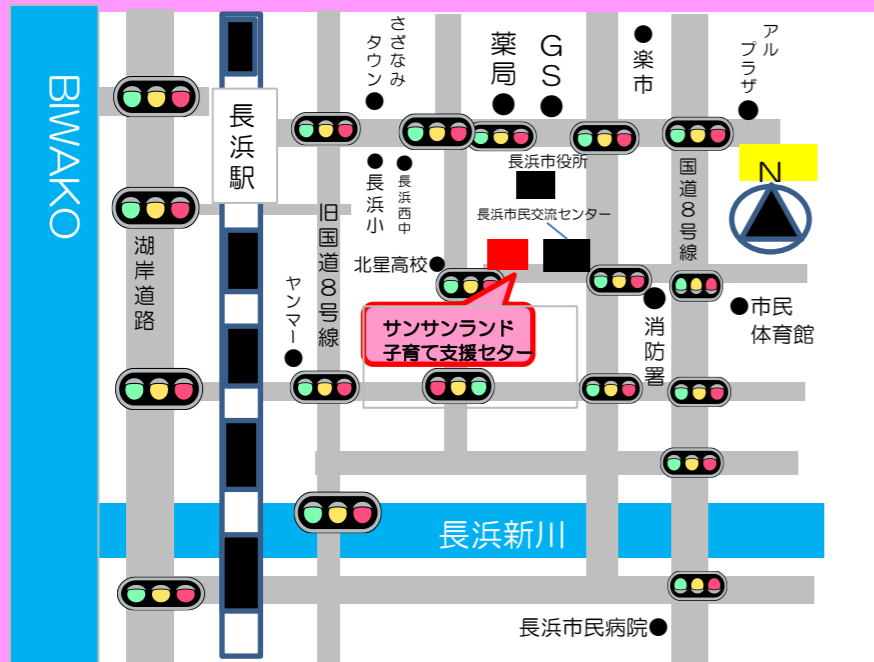 BIWAKO
湖岸道路
長浜駅
旧国道8号線
ヤンマー
さざなみ
タウン
長浜小
長浜西中
北星高校
薬局
GS
長浜市役所
長浜市民交流センター
サンサンランド
子育て支援セター
楽市
消防署
国道8号線
アル
プラザ
N
市民
体育館
長浜新川
長浜市民病院